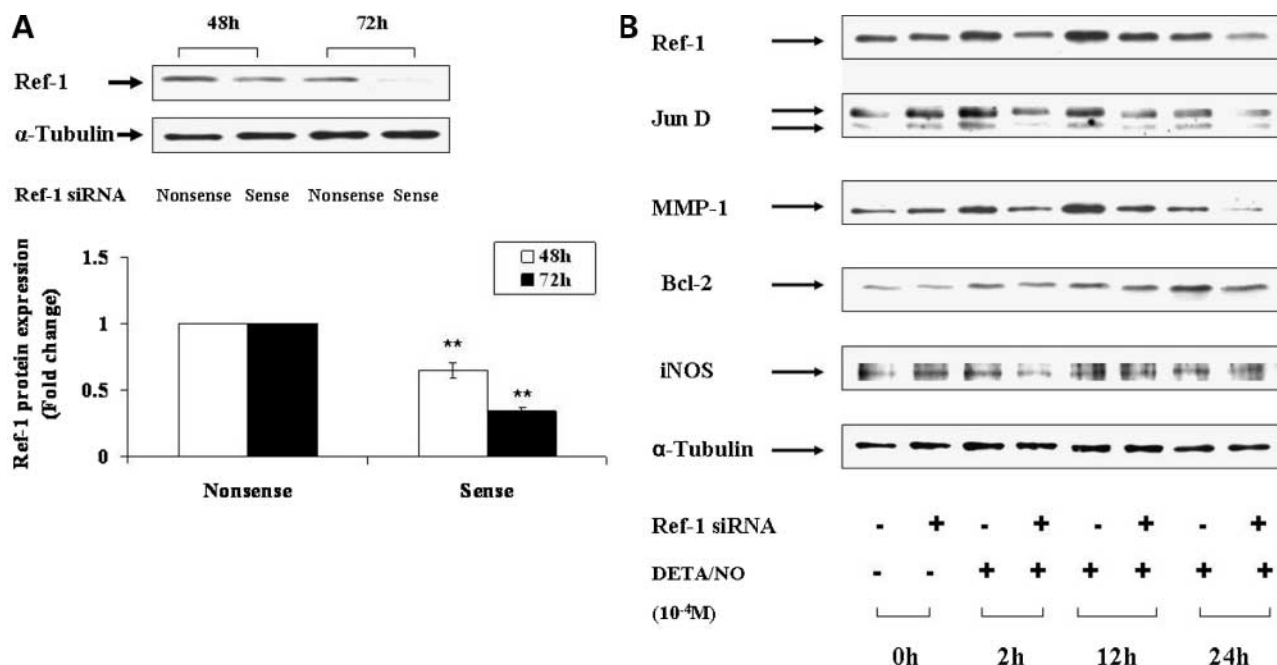 A
48h 72h
Ref-1
α-Tubulin
Ref-1 siRNA Nonsense Sense Nonsense Sense
Ref-1 protein expression
(Fold change)
1.5
1
0.5
0
48h
72h
**
**
Nonsense Sense
B
Ref-1
Jun D
MMP-1
Bcl-2
iNOS
α-Tubulin
Ref-1 siRNA - + - + - + - +
DETA/NO - - + + + + + +
(10⁻⁴M)
0h 2h 12h 24h